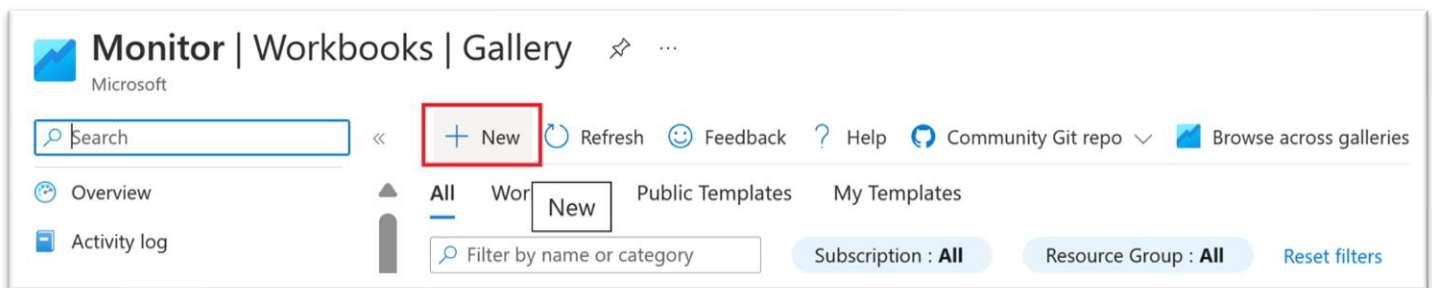 Monitor | Workbooks | Gallery ...
Microsoft
Search « + New Refresh Feedback ? Help Community Git repo Browse across galleries
Overview
All Wor Public Templates My Templates
New
Activity log
Filter by name or category Subscription : All Resource Group : All Reset filters